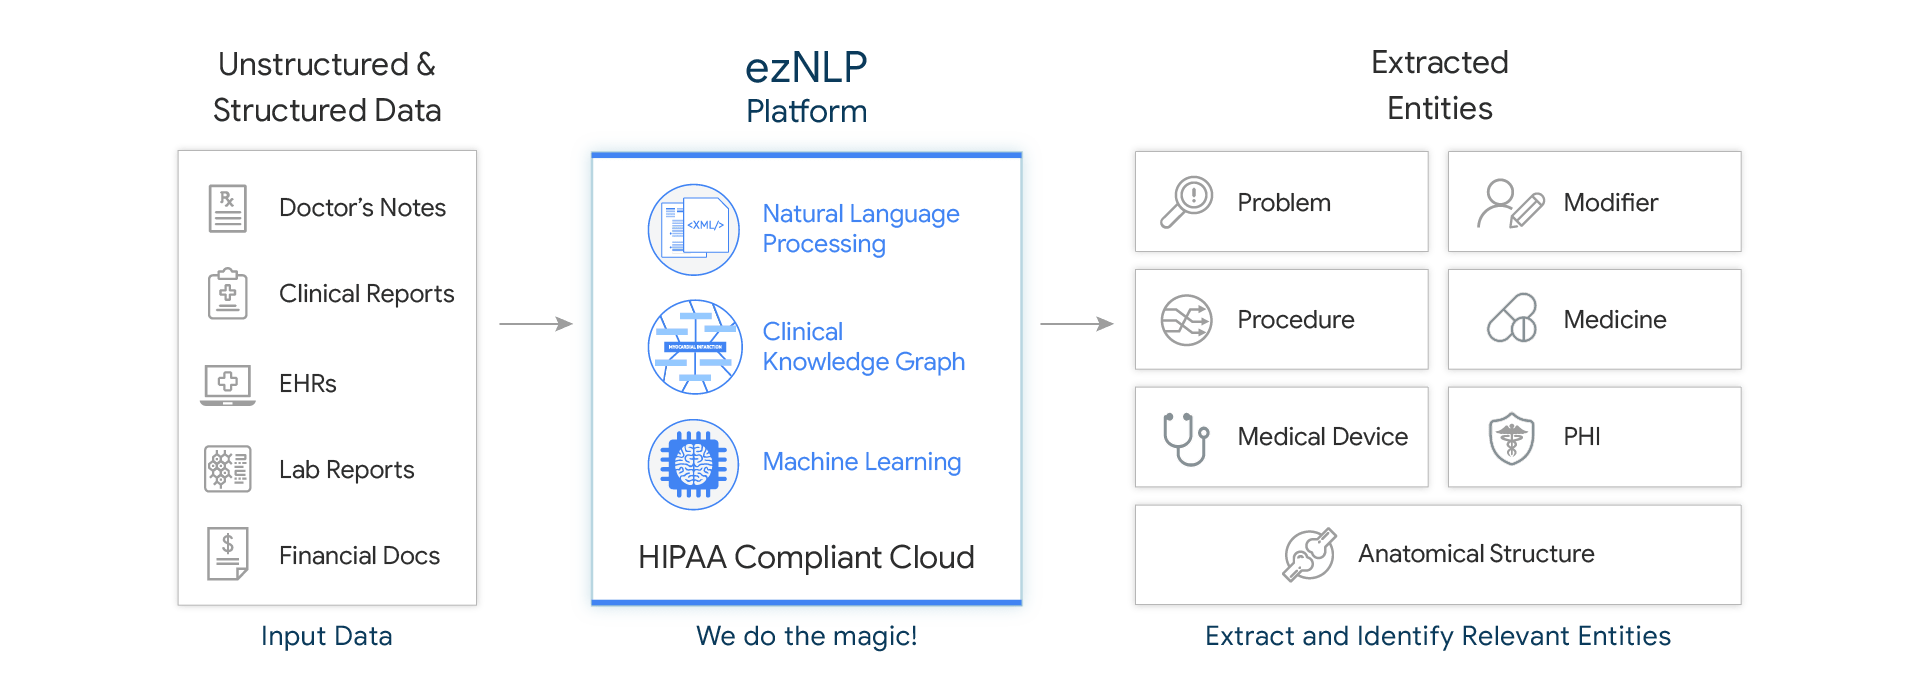 Unstructured &
Structured Data
Doctor’s Notes
Clinical Reports
EHRs
Lab Reports
$
Financial Docs
Input Data
ezNLP
Platform
<XML/>
Natural Language
Processing
Clinical
Knowledge Graph
Machine Learning
HIPAA Compliant Cloud
We do the magic!
Extracted
Entities
Problem
Modifier
Procedure
Medicine
Medical Device
PHI
Anatomical Structure
Extract and Identify Relevant Entities